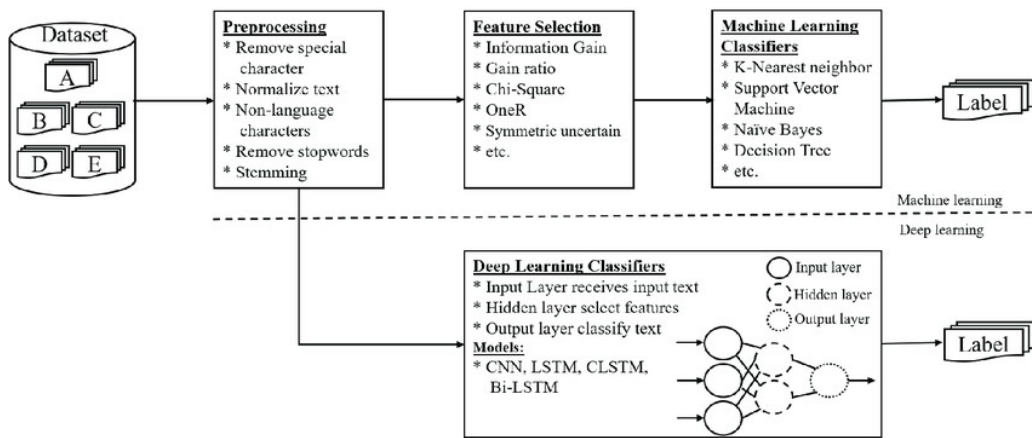 Dataset
A
B
C
D
E
Preprocessing
* Remove special
character
* Normalize text
* Non-language
characters
* Remove stopwords
* Stemming
Feature Selection
* Information Gain
* Gain ratio
* Chi-Square
* OneR
* Symmetric uncertain
* etc.
Machine Learning
Classifiers
* K-Nearest neighbor
* Support Vector
Machine
* Naïve Bayes
* Decision Tree
* etc.
Label
Machine learning
Deep learning
Deep Learning Classifiers
* Input Layer receives input text
* Hidden layer select features
* Output layer classify text
Models:
* CNN, LSTM, CLSTM,
Bi-LSTM
Input layer
Hidden layer
Output layer
Label